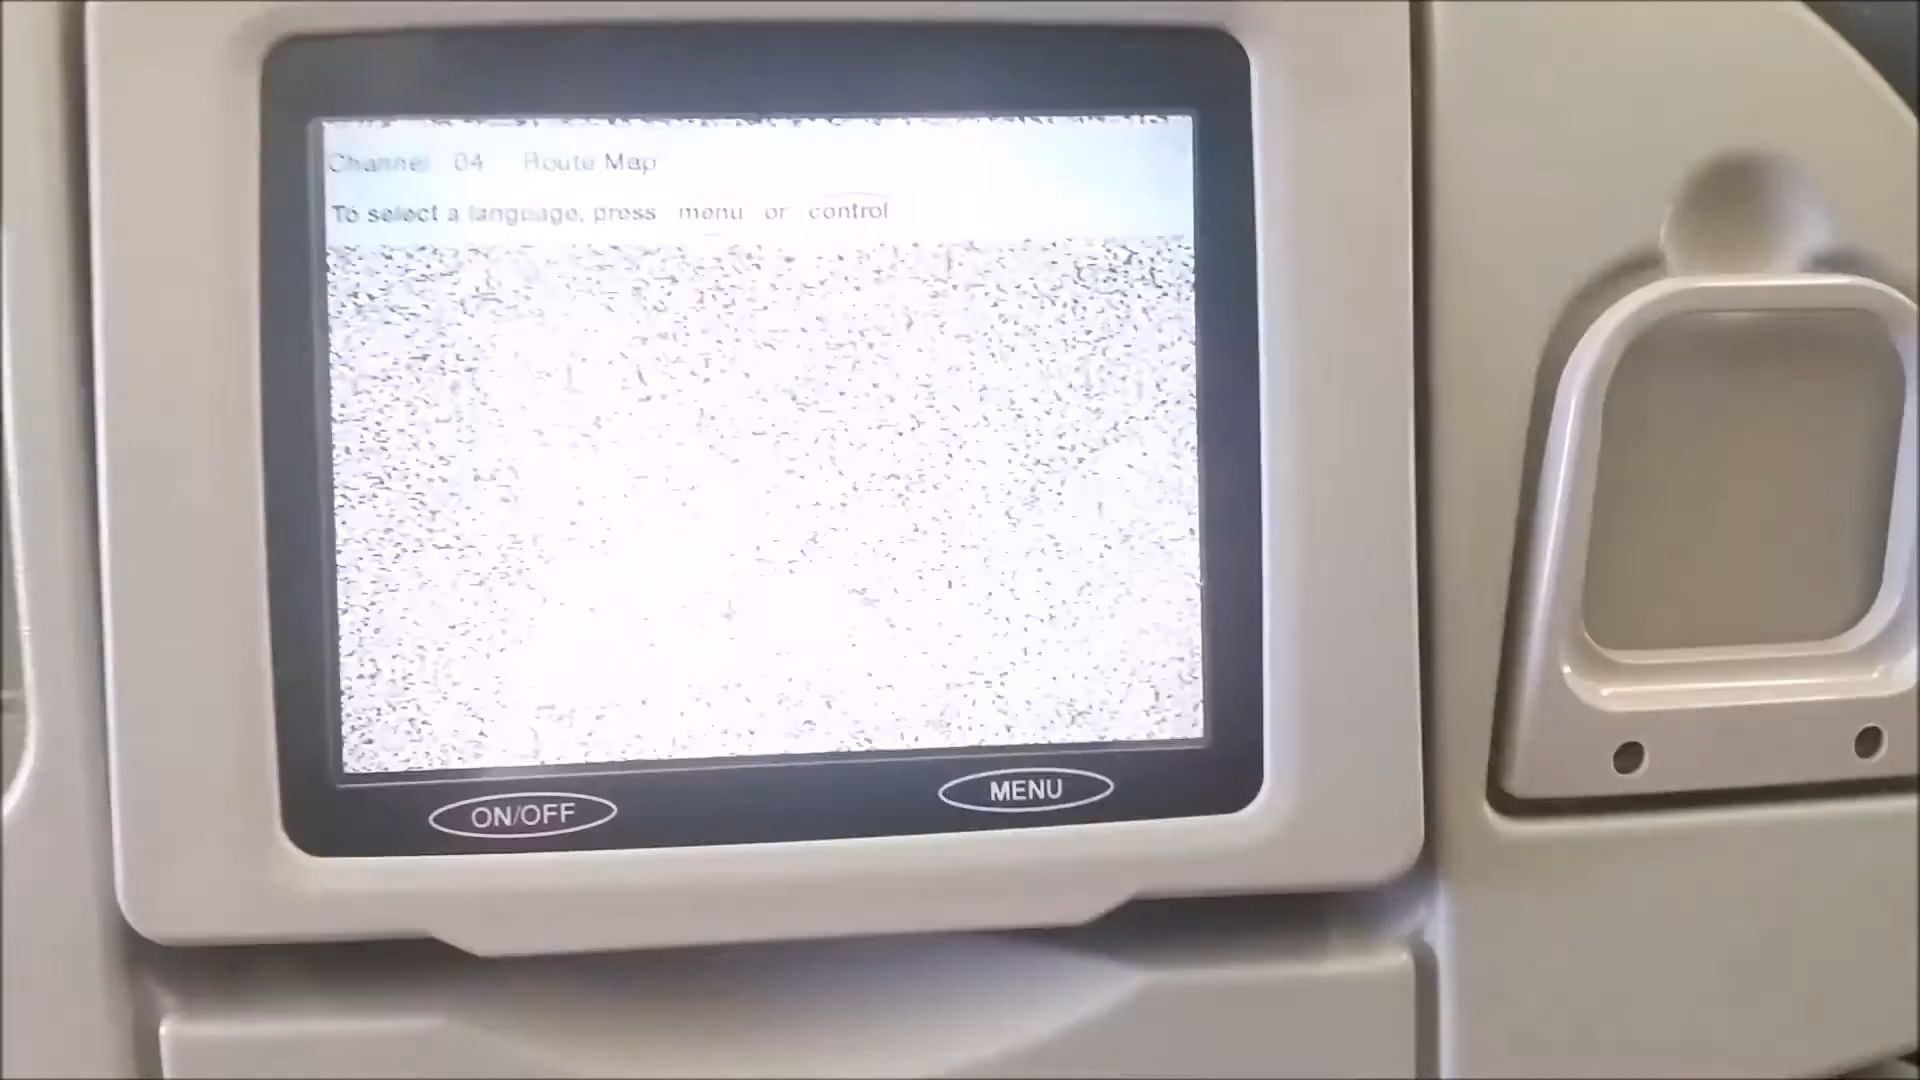 Channel 04 Route Map
To select a language, press menu or control
ON/OFF
MENU